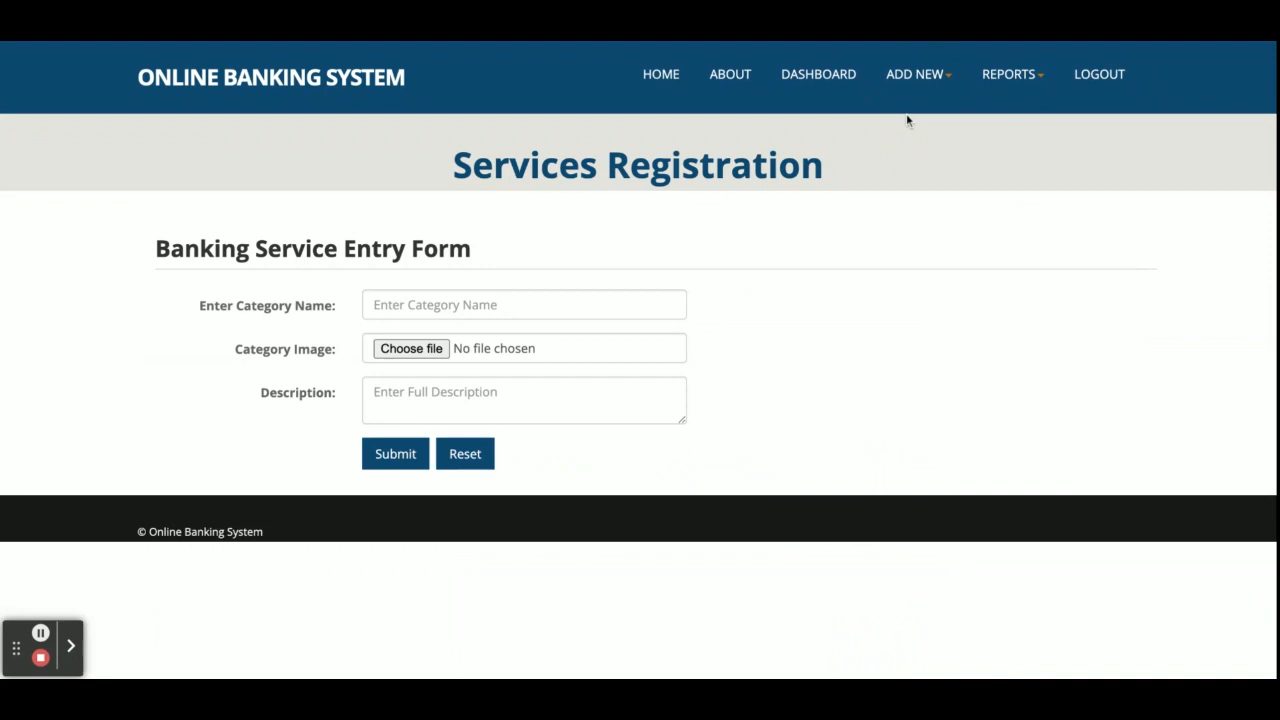 ONLINE BANKING SYSTEM
HOME ABOUT DASHBOARD ADD NEW REPORTS LOGOUT
Services Registration
Banking Service Entry Form
Enter Category Name: Enter Category Name
Category Image: Choose file No file chosen
Description: Enter Full Description
Submit Reset
© Online Banking System